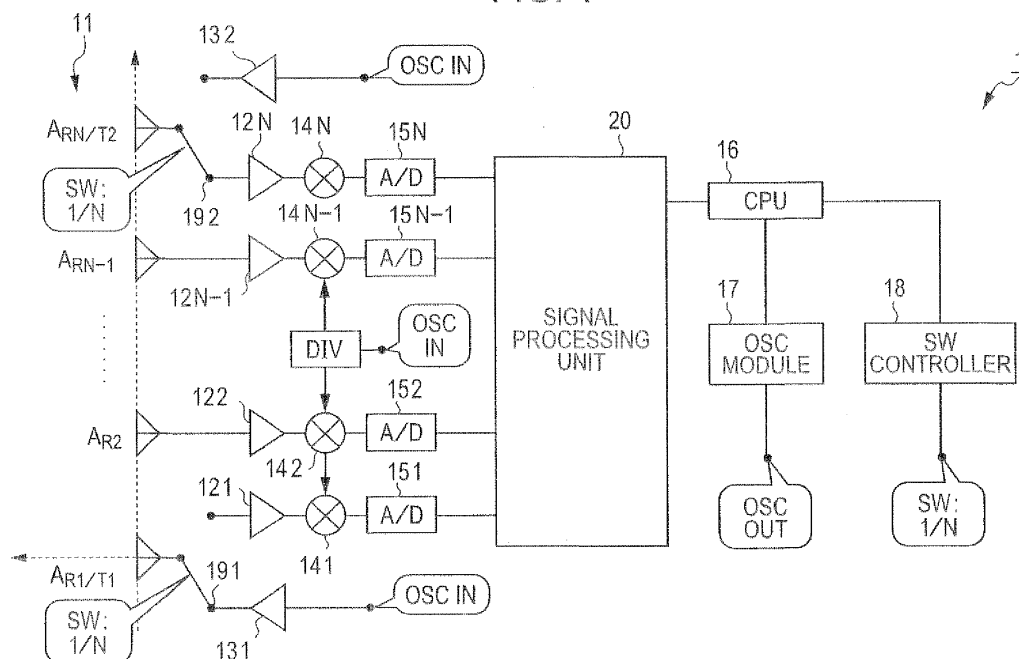 11
132
OSC IN
ARN/T2
12N
14N
15N
A/D
20
SW:
1/N
192
16
CPU
14N-1
15N-1
A/D
ARN-1
12N-1
OSC
IN
DIV
SIGNAL
PROCESSING
UNIT
17
OSC
MODULE
18
SW
CONTROLLER
122
152
A/D
AR2
142
121
151
A/D
141
OSC
OUT
SW:
1/N
AR1/T1
191
SW:
1/N
131
OSC IN